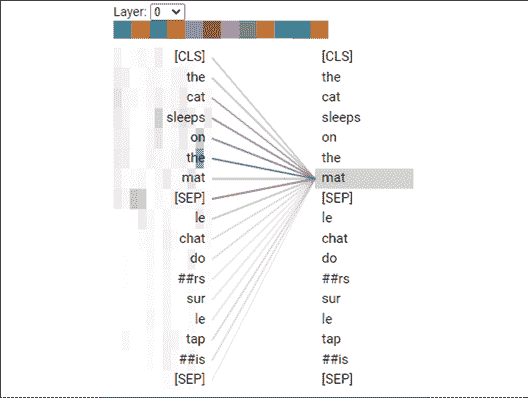 Layer: 0
[CLS] [CLS]
the the
cat cat
sleeps sleeps
on on
the the
mat mat
[SEP] [SEP]
le le
chat chat
do do
##rs ##rs
sur sur
le le
tap tap
##is ##is
[SEP] [SEP]